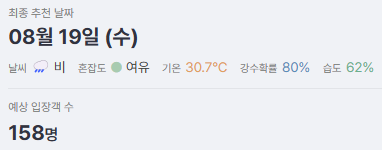 최종 추천 날짜
08월 19일 (수)
날씨 비 혼잡도 여유 기온 30.7°C 강수확률 80% 습도 62%
예상 입장객 수
158명